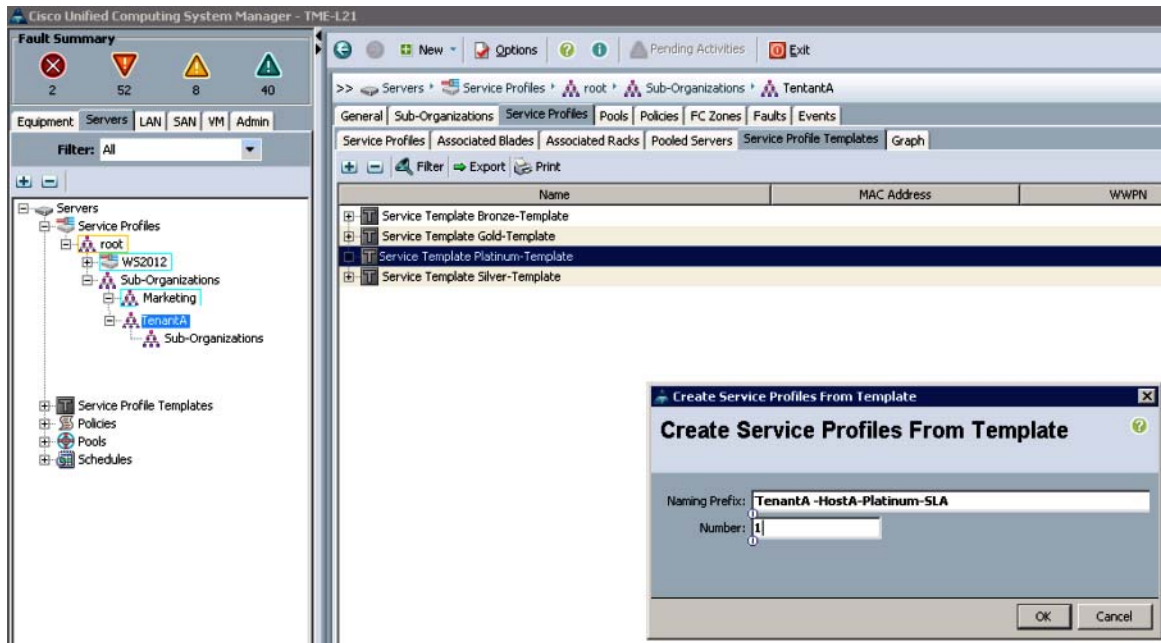 Cisco Unified Computing System Manager - TME-L21
Fault Summary
2 52 8 40
Equipment Servers LAN SAN VM Admin
Filter: All
Servers
Service Profiles
root
WS2012
Sub-Organizations
Marketing
TenantA
Sub-Organizations
Service Profile Templates
Policies
Pools
Schedules
New Options Pending Activities Exit
>> Servers Service Profiles root Sub-Organizations TentantA
General Sub-Organizations Service Profiles Pools Policies FC Zones Faults Events
Service Profiles Associated Blades Associated Racks Pooled Servers Service Profile Templates Graph
Filter Export Print
Name MAC Address WWPN
Service Template Bronze-Template
Service Template Gold-Template
Service Template Platinum-Template
Service Template Silver-Template
Create Service Profiles From Template
Create Service Profiles From Template
Naming Prefix: TenantA -HostA-Platinum-SLA
Number: 1
OK Cancel